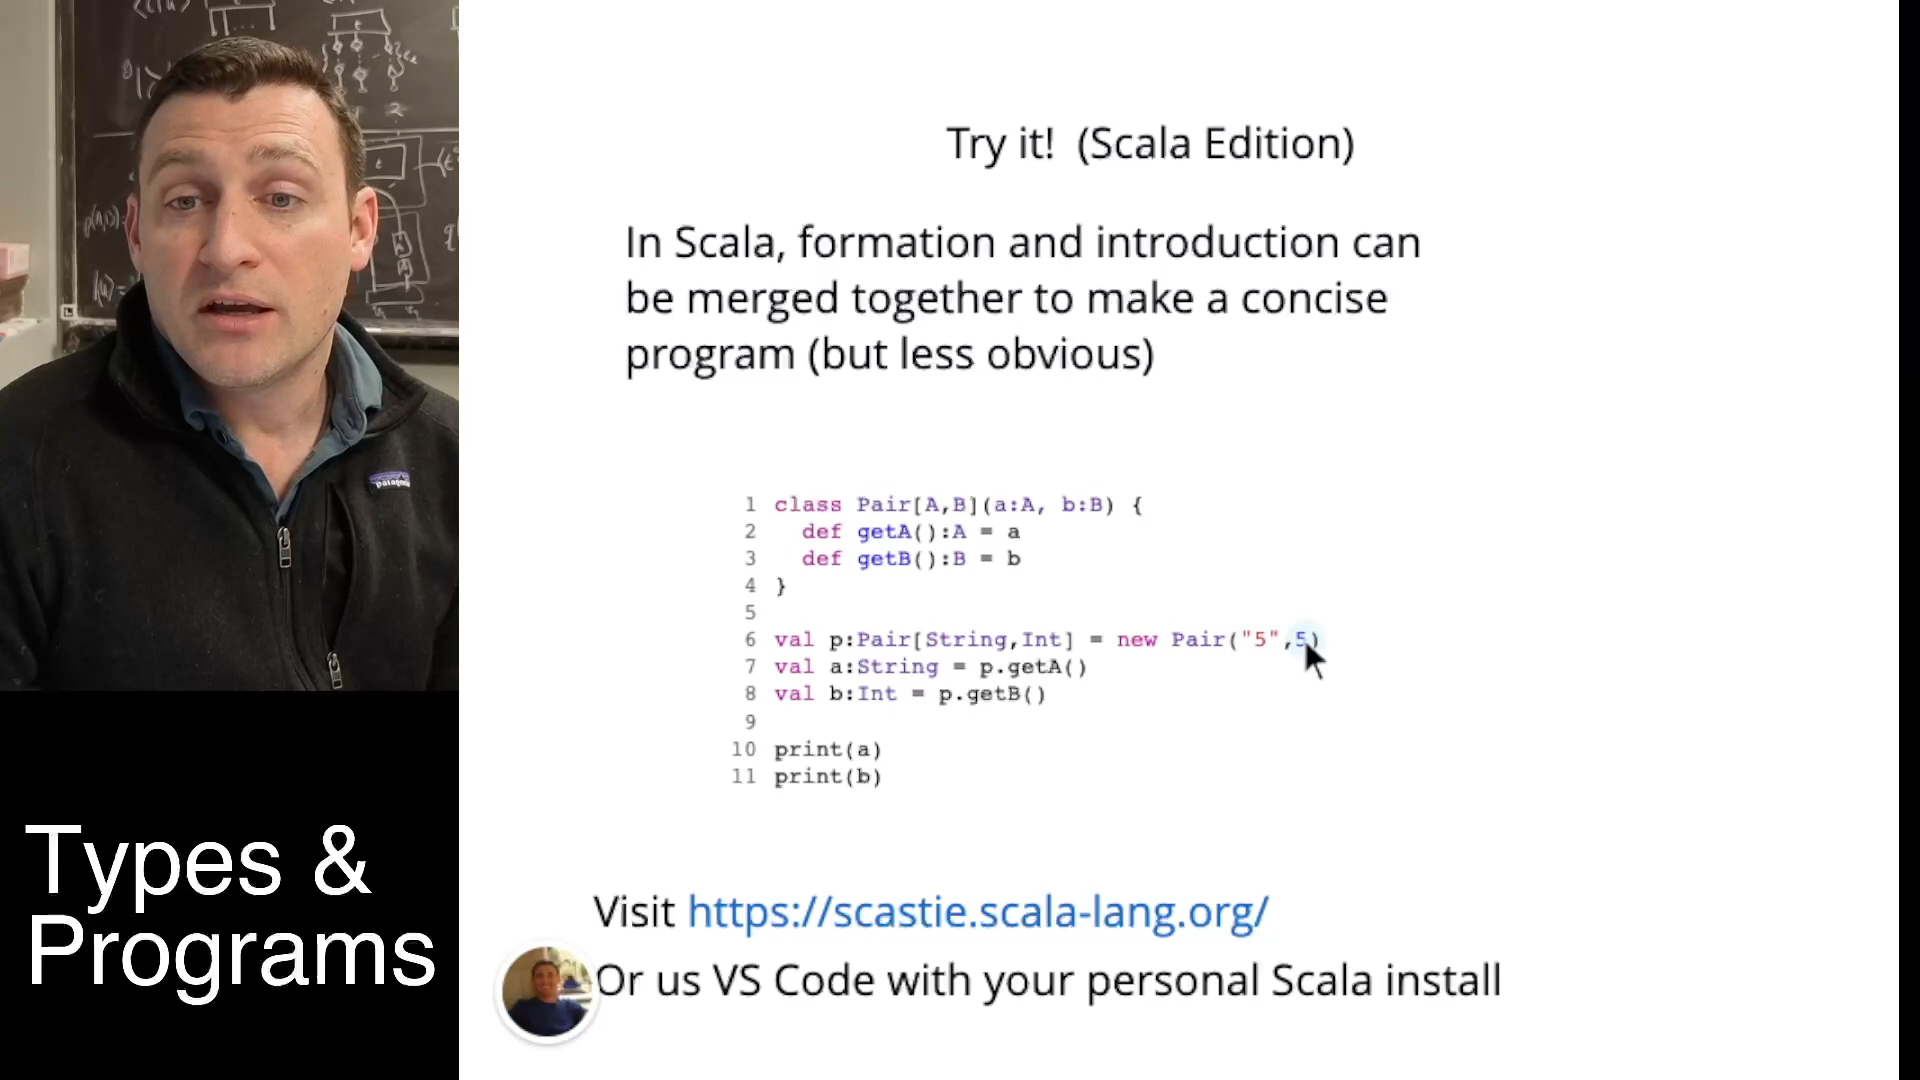 Try it!  (Scala Edition)
In Scala, formation and introduction can
be merged together to make a concise
program (but less obvious)
1 class Pair[A,B](a:A, b:B) {
2   def getA():A = a
3   def getB():B = b
4 }
5
6 val p:Pair[String,Int] = new Pair("5",5)
7 val a:String = p.getA()
8 val b:Int = p.getB()
9
10 print(a)
11 print(b)
Visit https://scastie.scala-lang.org/
Or us VS Code with your personal Scala install
patagonia
Types &
Programs